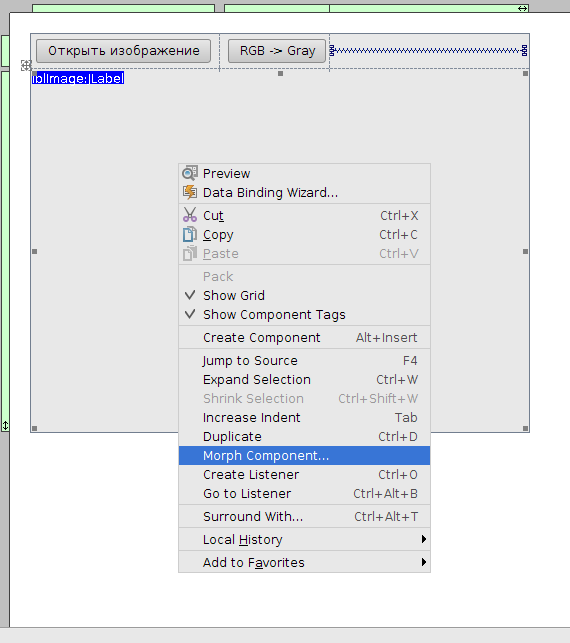 Открыть изображение
RGB -> Gray
lblImage:JLabel
Preview
Data Binding Wizard...
Cut Ctrl+X
Copy Ctrl+C
Paste Ctrl+V
Pack
Show Grid
Show Component Tags
Create Component Alt+Insert
Jump to Source F4
Expand Selection Ctrl+W
Shrink Selection Ctrl+Shift+W
Increase Indent Tab
Duplicate Ctrl+D
Morph Component...
Create Listener Ctrl+O
Go to Listener Ctrl+Alt+B
Surround With... Ctrl+Alt+T
Local History
Add to Favorites